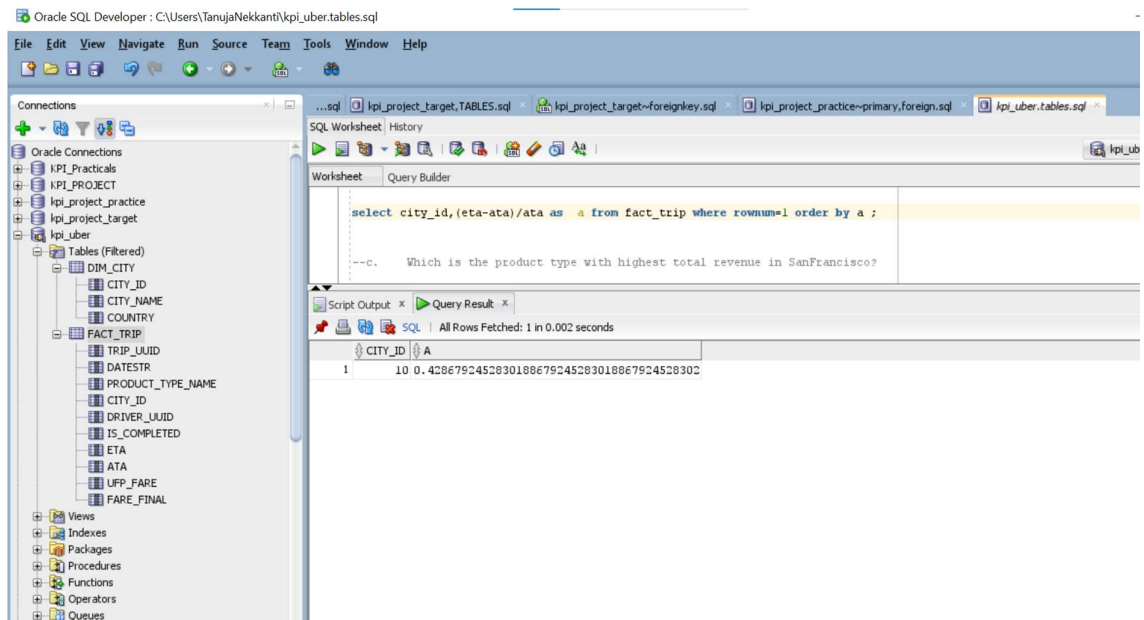 Oracle SQL Developer : C:\Users\TanujaNekkanti\kpi_uber.tables.sql
File Edit View Navigate Run Source Team Tools Window Help
Connections
...sql kpi_project_target,TABLES.sql kpi_project_target~foreignkey.sql kpi_project_practice~primary,foreign.sql kpi_uber.tables.sql
SQL Worksheet History
kpi_ub
Worksheet Query Builder
Oracle Connections
KPI_Practicals
KPI_PROJECT
kpi_project_practice
kpi_project_target
kpi_uber
Tables (Filtered)
DIM_CITY
CITY_ID
CITY_NAME
COUNTRY
FACT_TRIP
TRIP_UUID
DATESTR
PRODUCT_TYPE_NAME
CITY_ID
DRIVER_UUID
IS_COMPLETED
ETA
ATA
UFP_FARE
FARE_FINAL
Views
Indexes
Packages
Procedures
Functions
Operators
Queues
select city_id,(eta-ata)/ata as a from fact_trip where rownum=1 order by a ;
--c. Which is the product type with highest total revenue in SanFrancisco?
Script Output x Query Result x
SQL | All Rows Fetched: 1 in 0.002 seconds
CITY_ID A
1 10 0.4286792452830188679245283018867924528302